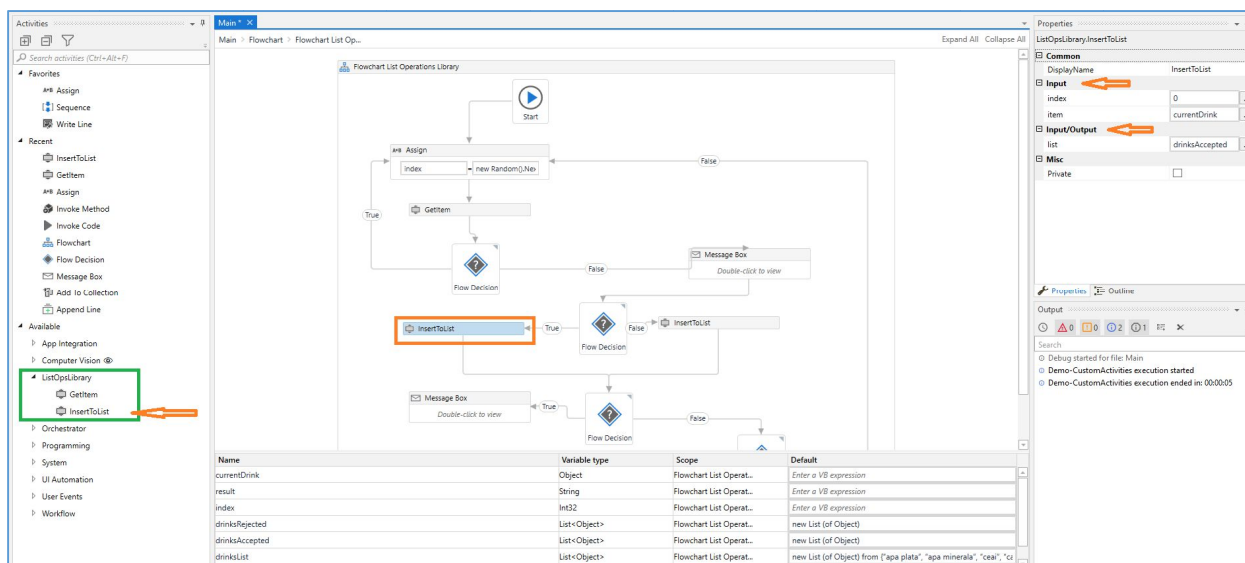 Activities
Search activities (Ctrl+Alt+F)
Favorites
A*B Assign
Sequence
Write Line
Recent
InsertToList
GetItem
A*B Assign
Invoke Method
Invoke Code
Flowchart
Flow Decision
Message Box
Add To Collection
Append Line
Available
App Integration
Computer Vision
ListOpsLibrary
GetItem
InsertToList
Orchestrator
Programming
System
UI Automation
User Events
Workflow
Main * ×
Main > Flowchart > Flowchart List Op...
Expand All Collapse All
Flowchart List Operations Library
Start
A*B Assign
index = new Random().Nex
False
GetItem
True
Flow Decision
False
Message Box
Double-click to view
InsertToList
True
Flow Decision
False
InsertToList
Message Box
Double-click to view
True
Flow Decision
False
Name Variable type Scope Default
currentDrink Object Flowchart List Operat... Enter a VB expression
result String Flowchart List Operat... Enter a VB expression
index Int32 Flowchart List Operat... Enter a VB expression
drinksRejected List<Object> Flowchart List Operat... new List (of Object)
drinksAccepted List<Object> Flowchart List Operat... new List (of Object)
drinksList List<Object> Flowchart List Operat... new List (of Object) from {"apa plata", "apa minerala", "ceai", "ca
Properties
ListOpsLibrary.InsertToList
Common
DisplayName InsertToList
Input
index 0
item currentDrink
Input/Output
list drinksAccepted
Misc
Private
Properties Outline
Output
0 0 2 1
Search
Debug started for file: Main
Demo-CustomActivities execution started
Demo-CustomActivities execution ended in: 00:00:05